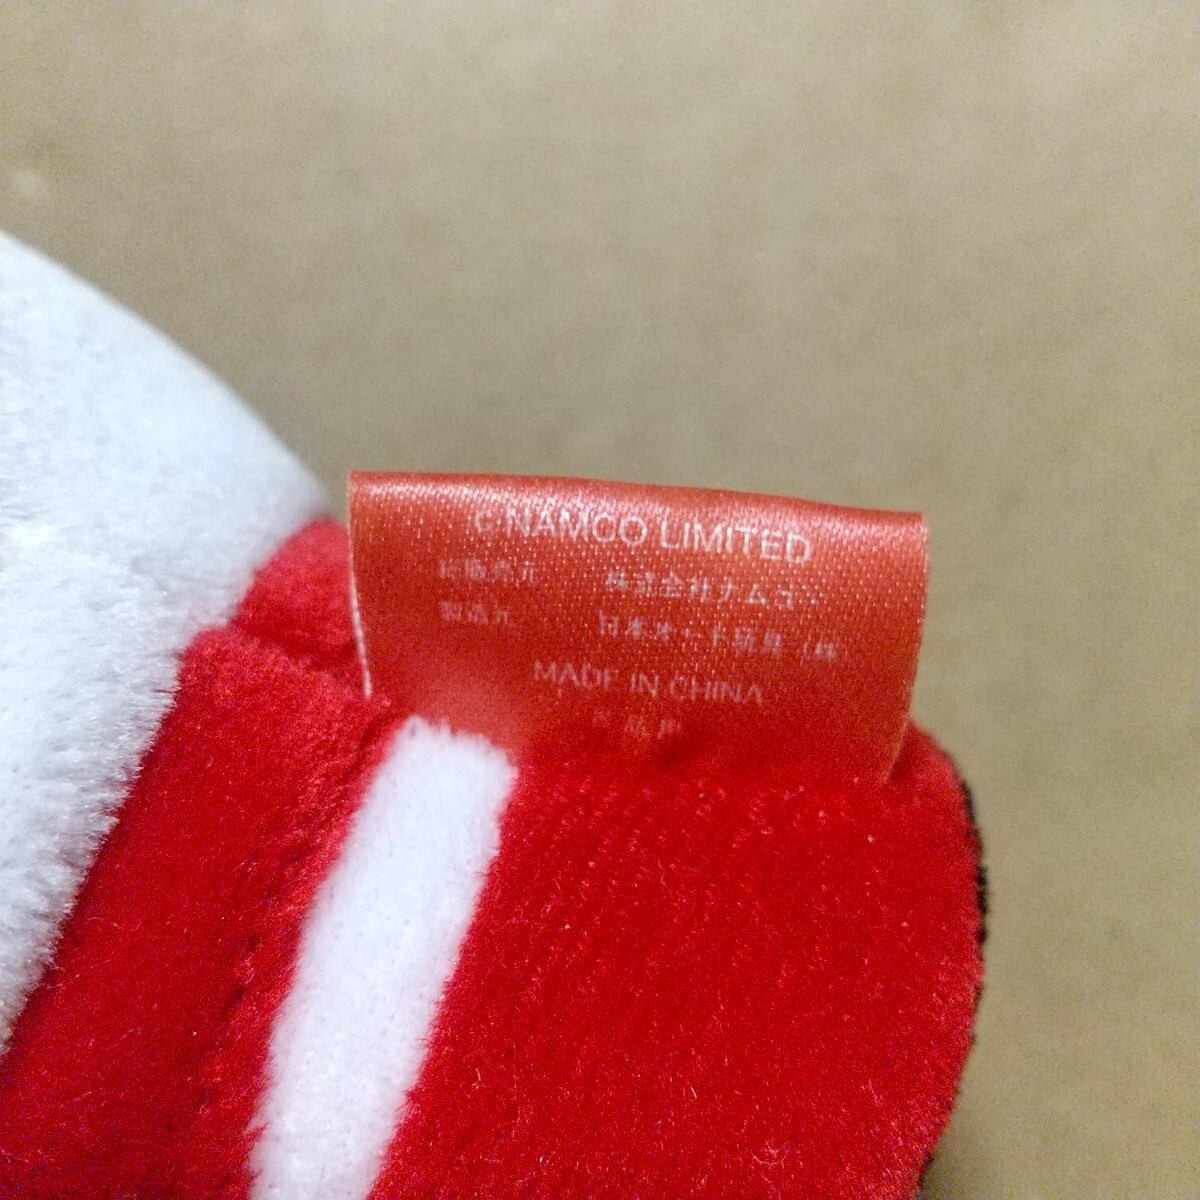 © NAMCO LIMITED
総販売元 株式会社ナムコ
製造元 日本オート玩具(株
MADE IN CHINA